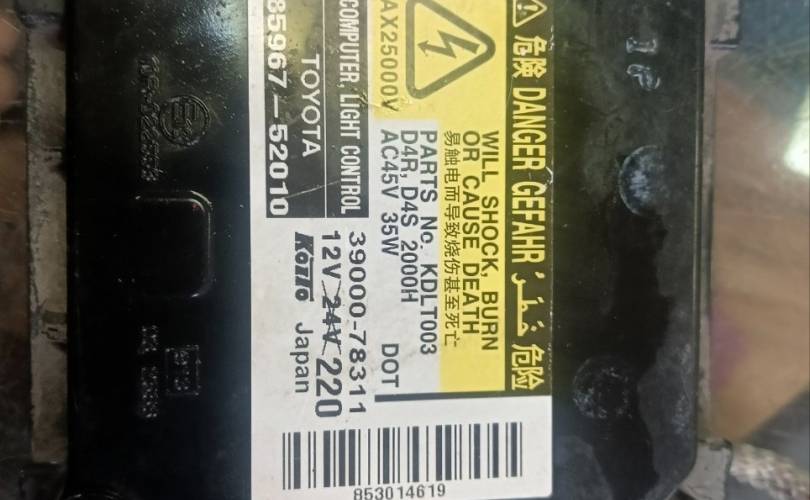 危険 DANGER GEFAHR خطر 危险
WILL SHOCK, BURN
OR CAUSE DEATH
易触电而导致烧伤甚至死亡
AX25000V
PARTS No. KDLT003
D4R, D4S 2000H
AC45V 35W
DOT
COMPUTER, LIGHT CONTROL
TOYOTA
85967-52010
39000-78311
12V 24V 220
KOITO Japan
853014619
IP